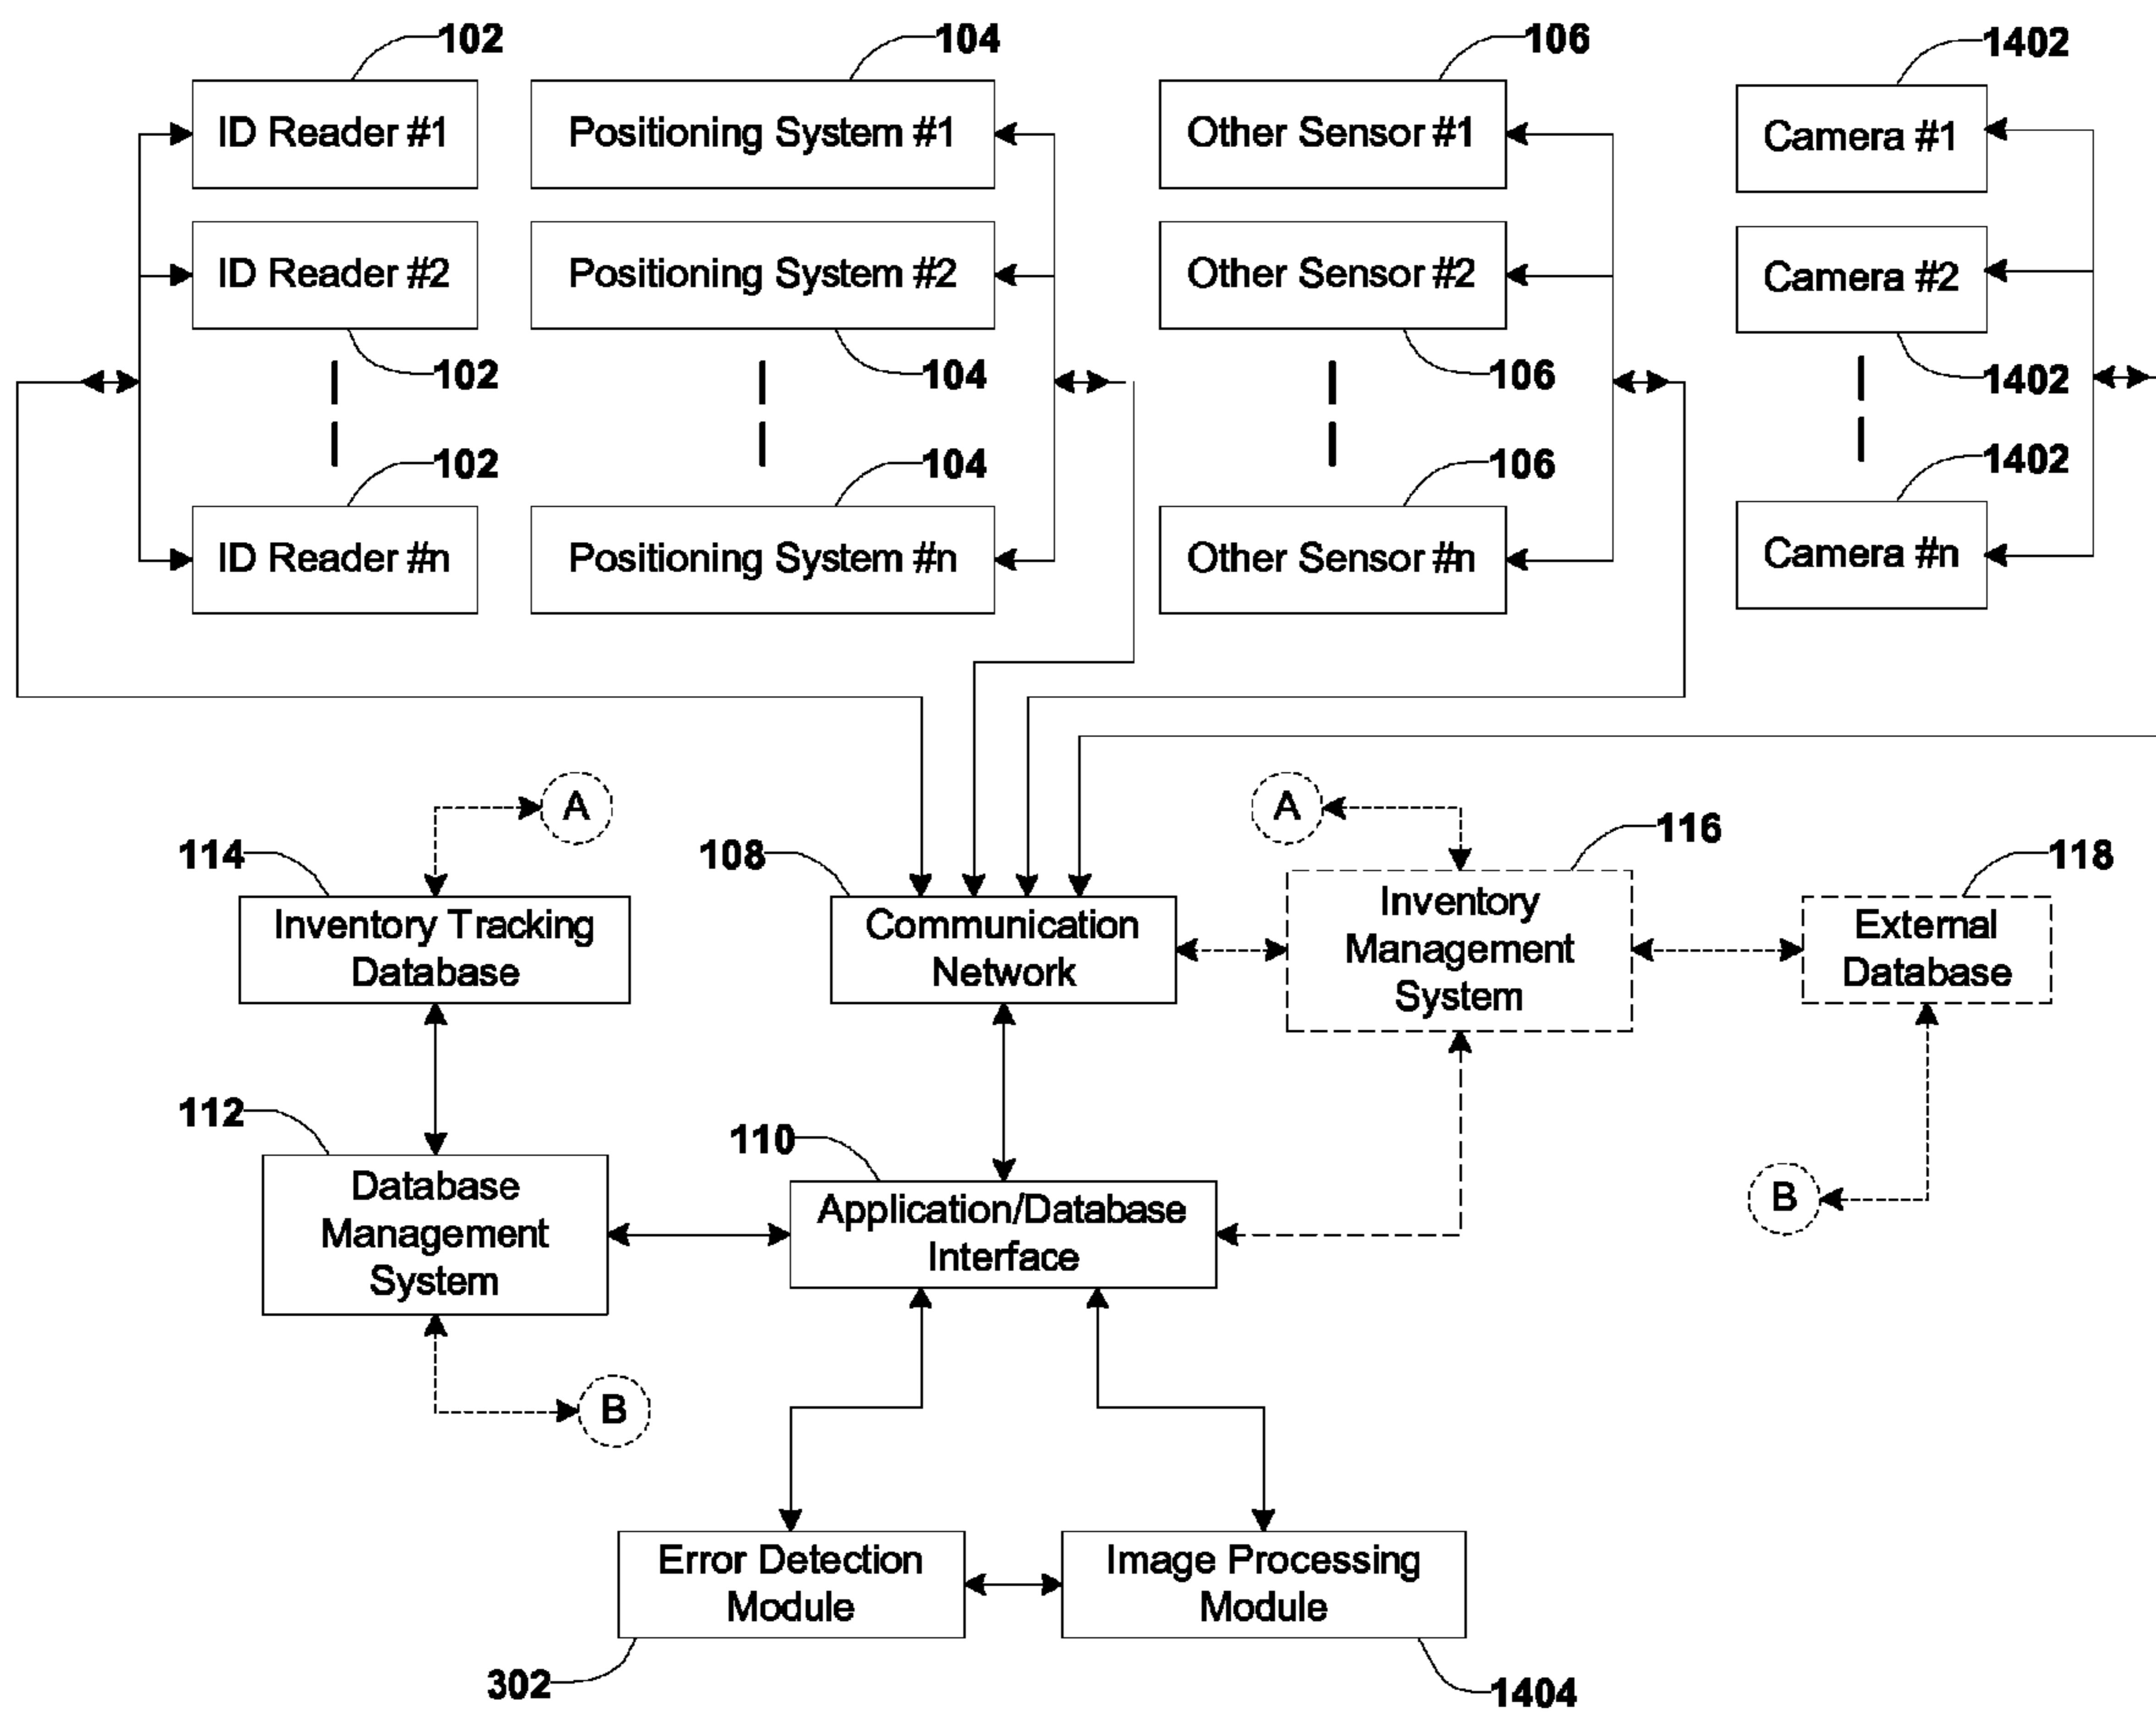 102
104
106
1402
ID Reader #1
Positioning System #1
Other Sensor #1
Camera #1
ID Reader #2
Positioning System #2
Other Sensor #2
Camera #2
102
104
106
1402
102
104
106
1402
ID Reader #n
Positioning System #n
Other Sensor #n
Camera #n
A
A
114
108
116
118
Inventory Tracking
Database
Communication
Network
Inventory
Management
System
External
Database
112
110
B
Database
Management
System
Application/Database
Interface
B
Error Detection
Module
Image Processing
Module
302
1404